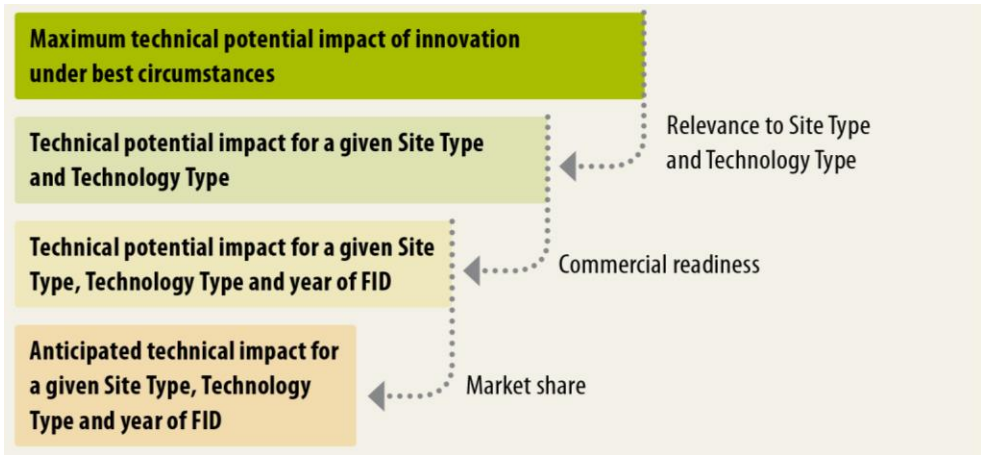 Maximum technical potential impact of innovation
under best circumstances
Relevance to Site Type
and Technology Type
Technical potential impact for a given Site Type
and Technology Type
Commercial readiness
Technical potential impact for a given Site
Type, Technology Type and year of FID
Market share
Anticipated technical impact for
a given Site Type, Technology
Type and year of FID